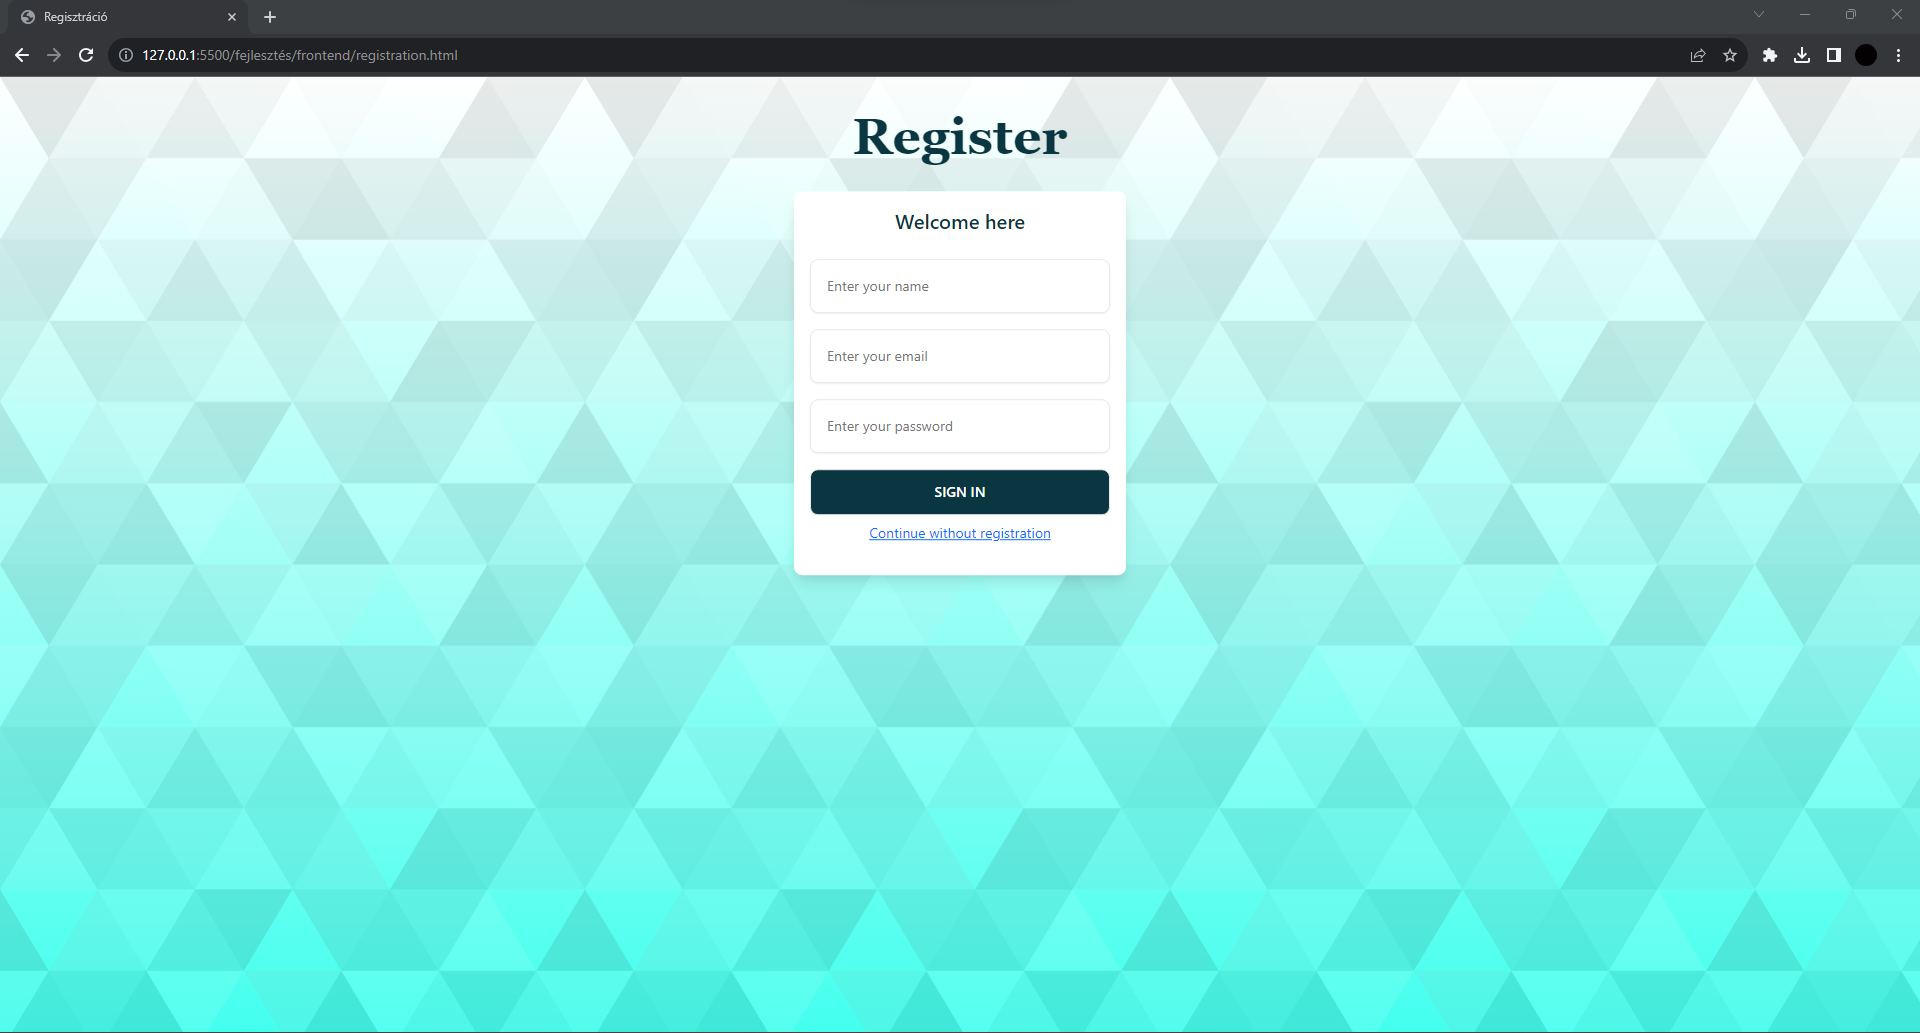 Regisztráció
127.0.0.1:5500/fejlesztés/frontend/registration.html
Register
Welcome here
Enter your name
Enter your email
Enter your password
SIGN IN
Continue without registration